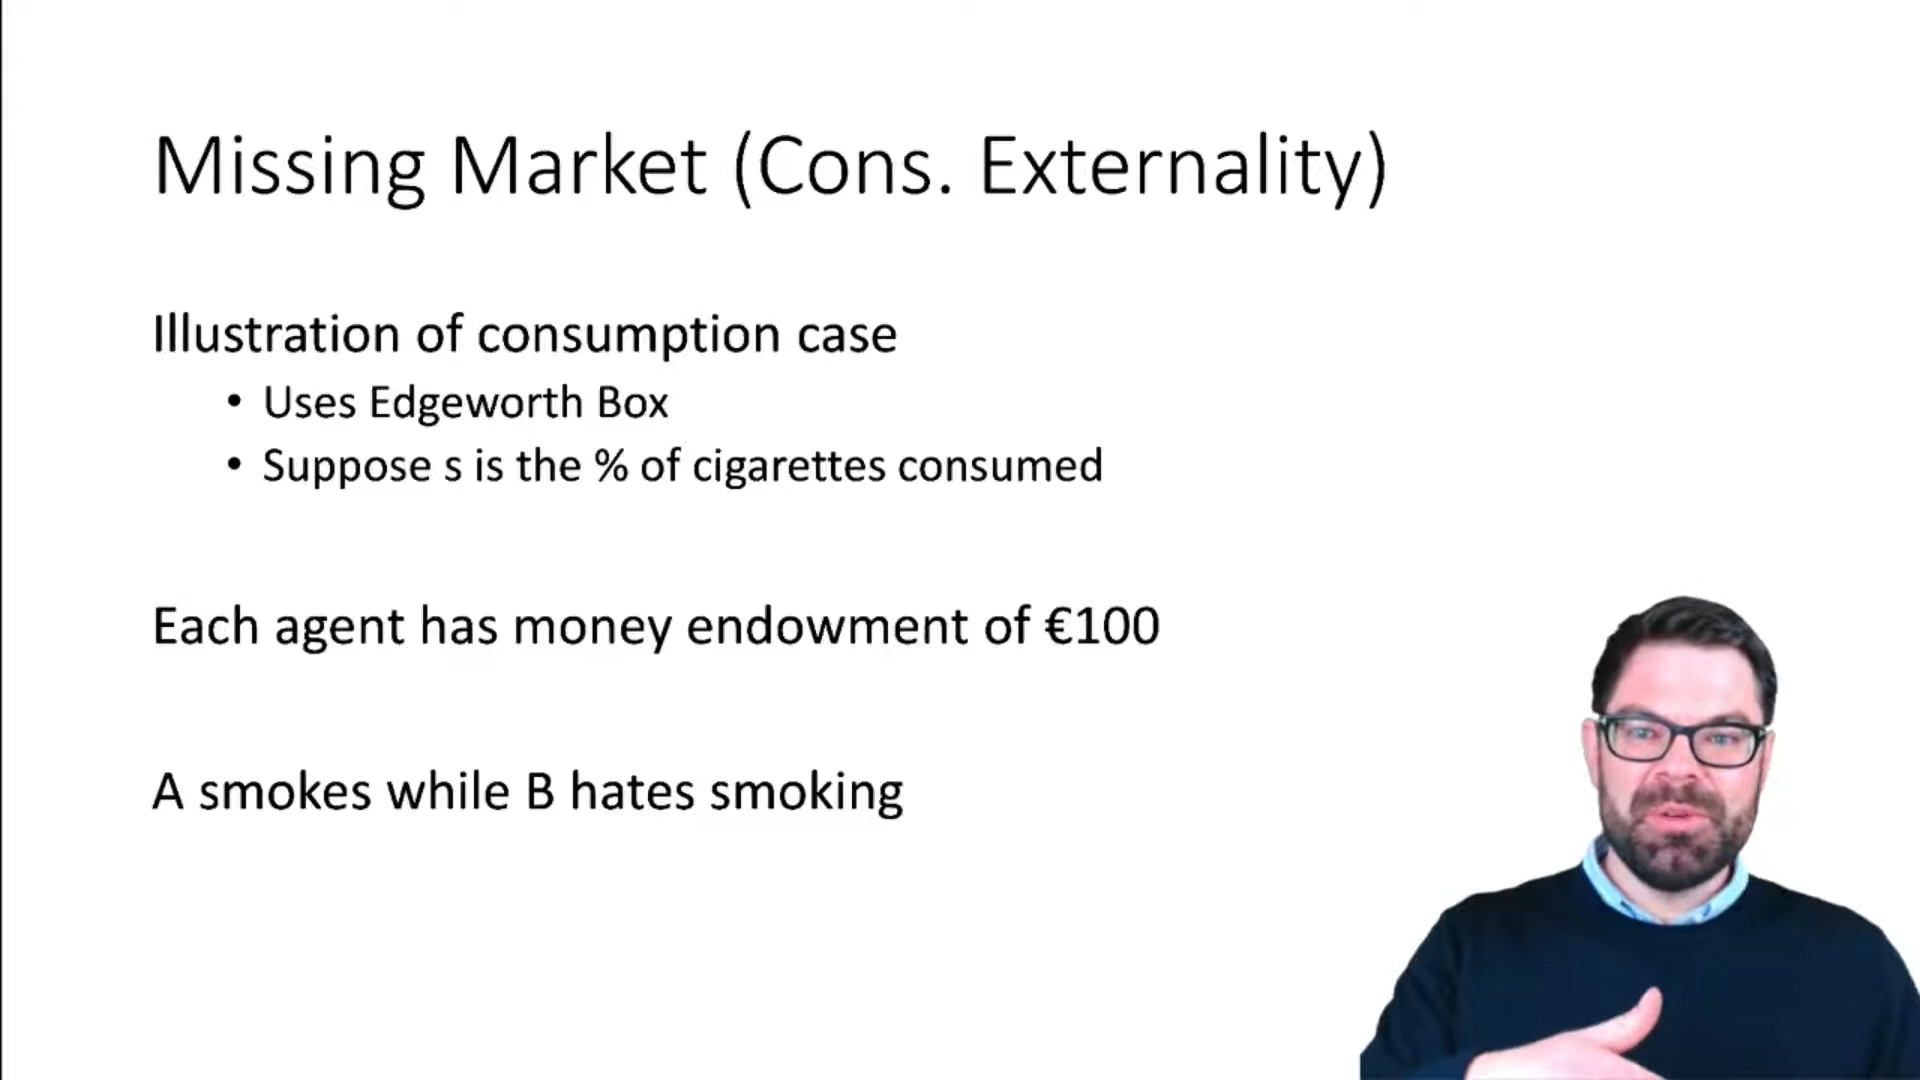 Missing Market (Cons. Externality)
Illustration of consumption case
• Uses Edgeworth Box
• Suppose s is the % of cigarettes consumed
Each agent has money endowment of €100
A smokes while B hates smoking